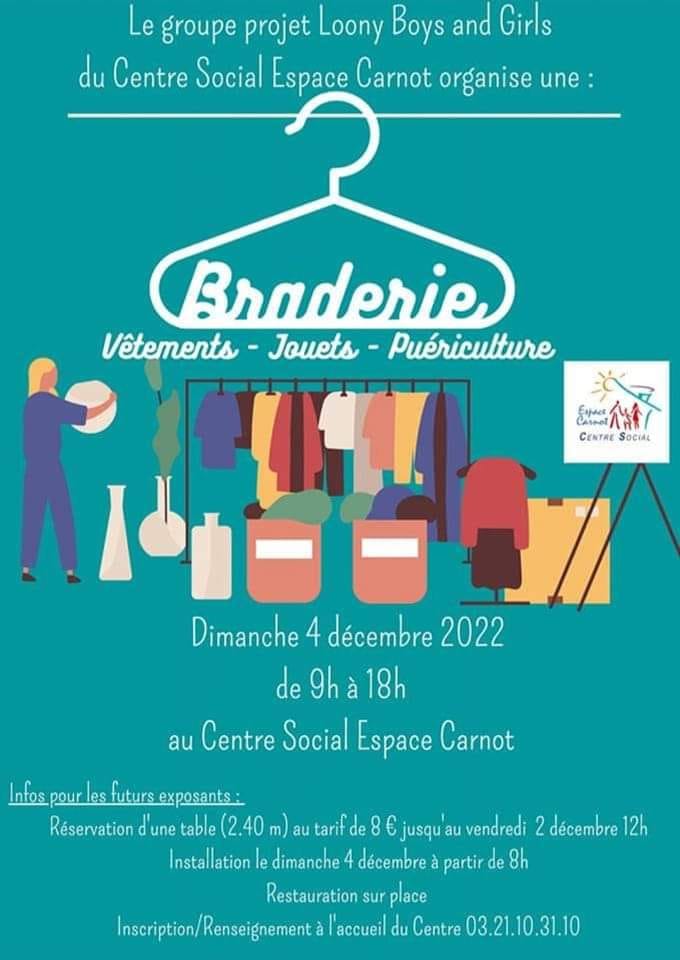 Le groupe projet Loony Boys and Girls
du Centre Social Espace Carnot organise une :
Braderie
Vêtements - Jouets - Puériculture
Espace
Carnot
CENTRE SOCIAL
Dimanche 4 décembre 2022
de 9h à 18h
au Centre Social Espace Carnot
Infos pour les futurs exposants :
Réservation d'une table (2.40 m) au tarif de 8 € jusqu'au vendredi 2 décembre 12h
Installation le dimanche 4 décembre à partir de 8h
Restauration sur place
Inscription/Renseignement à l'accueil du Centre 03.21.10.31.10